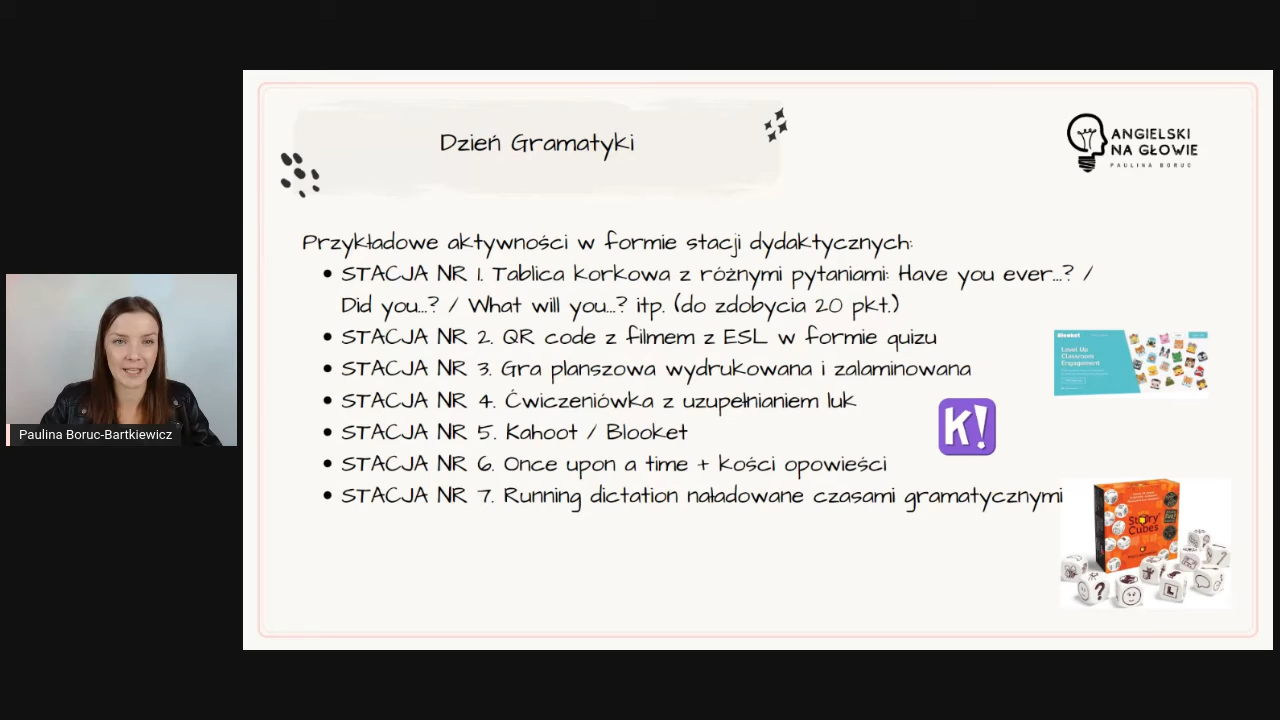 Dzień Gramatyki
ANGIELSKI
NA GŁOWIE
PAULINA BORUC
Przykładowe aktywności w formie stacji dydaktycznych:
• STACJA NR 1. Tablica korkowa z różnymi pytaniami: Have you ever...? /
Did you...? / What will you...? itp. (do zdobycia 20 pkt.)
• STACJA NR 2. QR code z filmem z ESL w formie quizu
• STACJA NR 3. Gra planszowa wydrukowana i zalaminowana
• STACJA NR 4. Ćwiczeniówka z uzupełnianiem luk
• STACJA NR 5. Kahoot / Blooket
• STACJA NR 6. Once upon a time + kości opowieści
• STACJA NR 7. Running dictation naładowane czasami gramatycznymi
Blooket
Level Up
Classroom
Engagement
K!
Story
Cubes
Paulina Boruc-Bartkiewicz